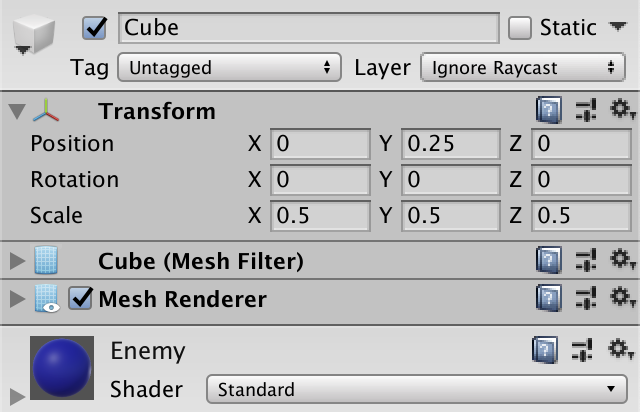 Cube Static
Tag Untagged Layer Ignore Raycast
Transform
Position X 0 Y 0.25 Z 0
Rotation X 0 Y 0 Z 0
Scale X 0.5 Y 0.5 Z 0.5
Cube (Mesh Filter)
Mesh Renderer
Enemy
Shader Standard